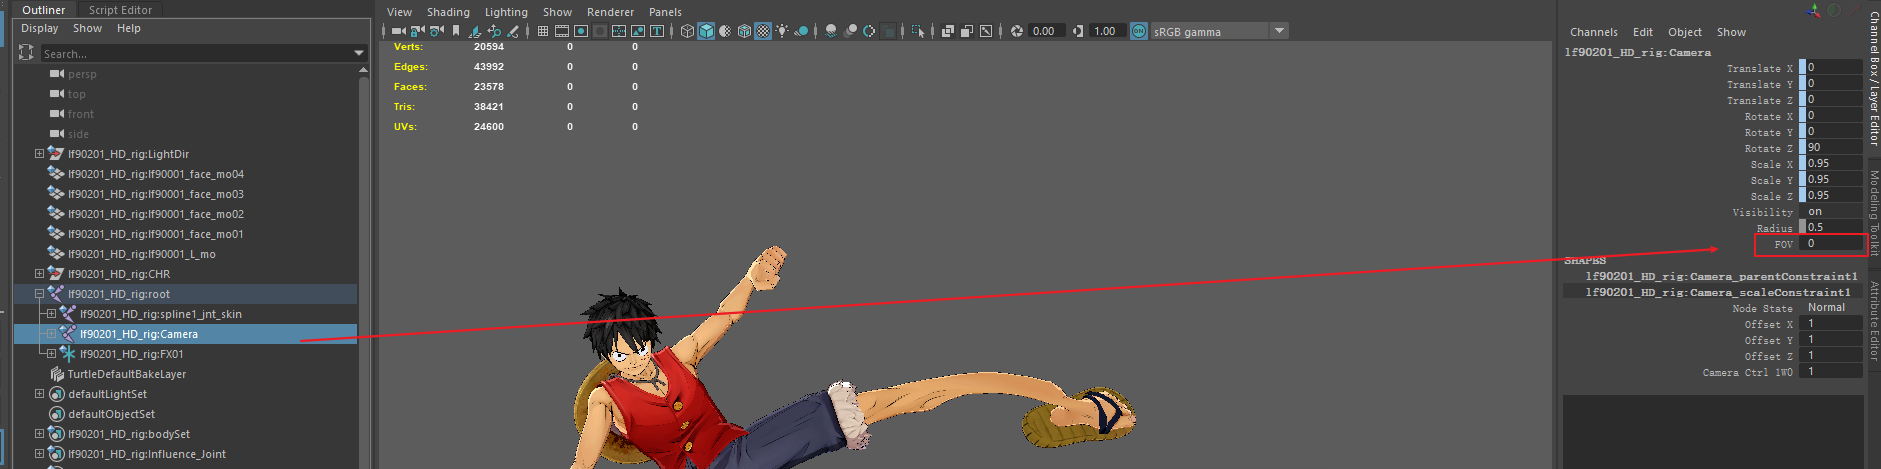 Outliner
Script Editor
Display Show Help
Search...
persp
top
front
side
lf90201_HD_rig:LightDir
lf90201_HD_rig:lf90001_face_mo04
lf90201_HD_rig:lf90001_face_mo03
lf90201_HD_rig:lf90001_face_mo02
lf90201_HD_rig:lf90001_face_mo01
lf90201_HD_rig:lf90001_L_mo
lf90201_HD_rig:CHR
lf90201_HD_rig:root
lf90201_HD_rig:spline1_jnt_skin
lf90201_HD_rig:Camera
lf90201_HD_rig:FX01
TurtleDefaultBakeLayer
defaultLightSet
defaultObjectSet
lf90201_HD_rig:bodySet
lf90201_HD_rig:Influence_Joint
View Shading Lighting Show Renderer Panels
0.00 1.00 ON sRGB gamma
Verts: 20594 0 0
Edges: 43992 0 0
Faces: 23578 0 0
Tris: 38421 0 0
UVs: 24600 0 0
Channels Edit Object Show
lf90201_HD_rig:Camera
Translate X 0
Translate Y 0
Translate Z 0
Rotate X 0
Rotate Y 0
Rotate Z 90
Scale X 0.95
Scale Y 0.95
Scale Z 0.95
Visibility on
Radius 0.5
FOV 0
SHAPES
lf90201_HD_rig:Camera_parentConstraint1
lf90201_HD_rig:Camera_scaleConstraint1
Node State Normal
Offset X 1
Offset Y 1
Offset Z 1
Camera Ctrl 1W0 1
Channel Box / Layer Editor
Modeling Toolkit
Attribute Editor